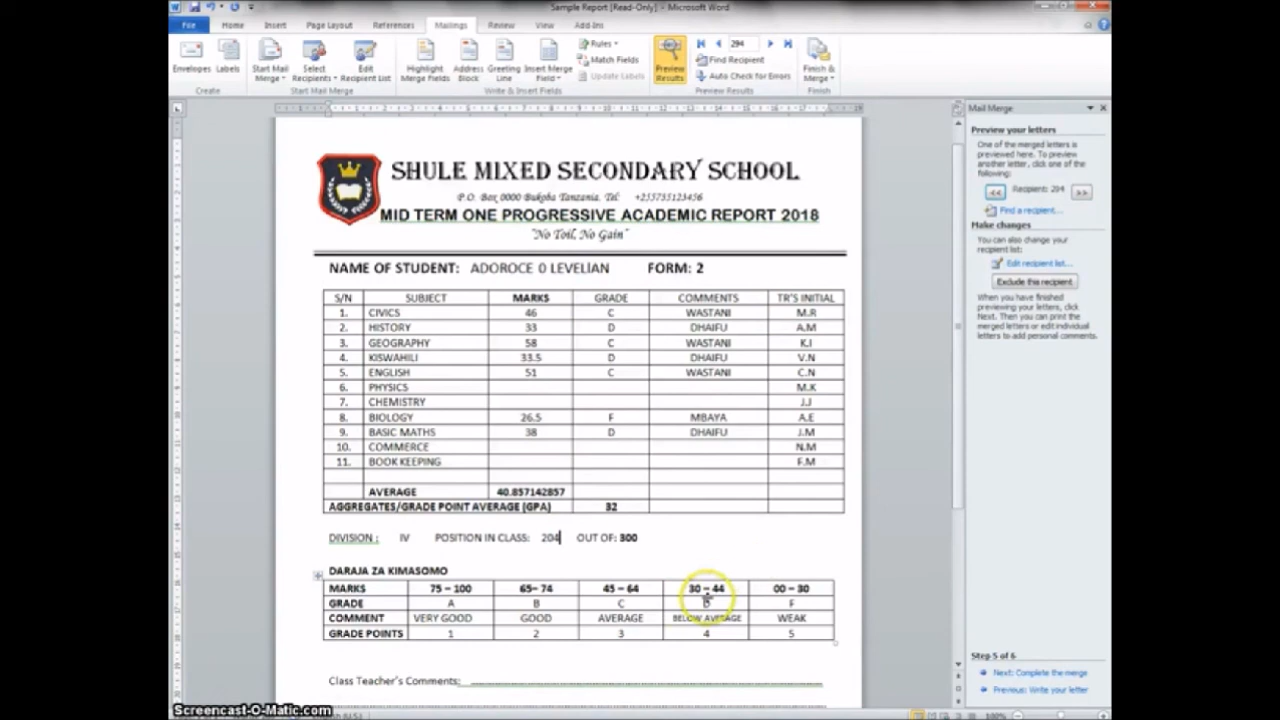 Sample Report [Read-Only] - Microsoft Word
File Home Insert Page Layout References Mailings Review View Add-Ins
Envelopes Labels Start Mail Merge Select Recipients Edit Recipient List Highlight Merge Fields Address Block Greeting Line Insert Merge Field Rules Match Fields Update Labels Preview Results 294 Find Recipient Auto Check for Errors Finish & Merge
Create Start Mail Merge Write & Insert Fields Preview Results Finish
SHULE MIXED SECONDARY SCHOOL
P.O. Box 0000 Bukoba Tanzania. Tel: +255755123456
MID TERM ONE PROGRESSIVE ACADEMIC REPORT 2018
"No Toil, No Gain"
NAME OF STUDENT: ADOROCE 0 LEVELIAN FORM: 2
S/N SUBJECT MARKS GRADE COMMENTS TR'S INITIAL
1. CIVICS 46 C WASTANI M.R
2. HISTORY 33 D DHAIFU A.M
3. GEOGRAPHY 58 C WASTANI K.I
4. KISWAHILI 33.5 D DHAIFU V.N
5. ENGLISH 51 C WASTANI C.N
6. PHYSICS M.K
7. CHEMISTRY J.J
8. BIOLOGY 26.5 F MBAYA A.E
9. BASIC MATHS 38 D DHAIFU J.M
10. COMMERCE N.M
11. BOOK KEEPING F.M
AVERAGE 40.857142857
AGGREGATES/GRADE POINT AVERAGE (GPA) 32
DIVISION : IV POSITION IN CLASS: 204 OUT OF: 300
DARAJA ZA KIMASOMO
MARKS 75 – 100 65– 74 45 – 64 30 – 44 00 – 30
GRADE A B C D F
COMMENT VERY GOOD GOOD AVERAGE BELOW AVERAGE WEAK
GRADE POINTS 1 2 3 4 5
Class Teacher's Comments:
Mail Merge
Preview your letters
One of the merged letters is
previewed here. To preview
another letter, click one of the
following:
<< Recipient: 294 >>
Find a recipient...
Make changes
You can also change your
recipient list:
Edit recipient list...
Exclude this recipient
When you have finished
previewing your letters, click
Next. Then you can print the
merged letters or edit individual
letters to add personal comments.
Step 5 of 6
Next: Complete the merge
Previous: Write your letter
100%
Screencast-O-Matic.com